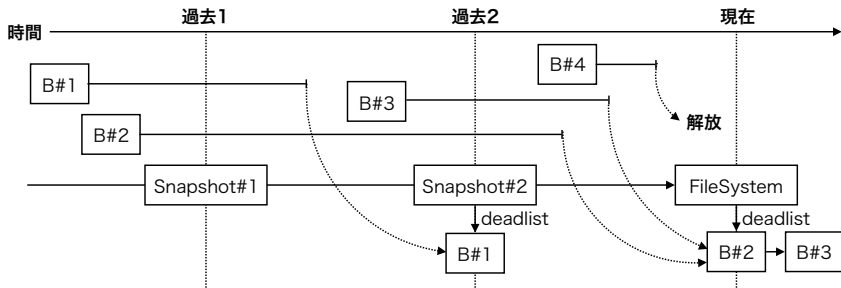 過去1 過去2 現在
時間
B#1 B#3 B#4
B#2 解放
Snapshot#1 Snapshot#2 FileSystem
deadlist deadlist
B#1 B#2 B#3